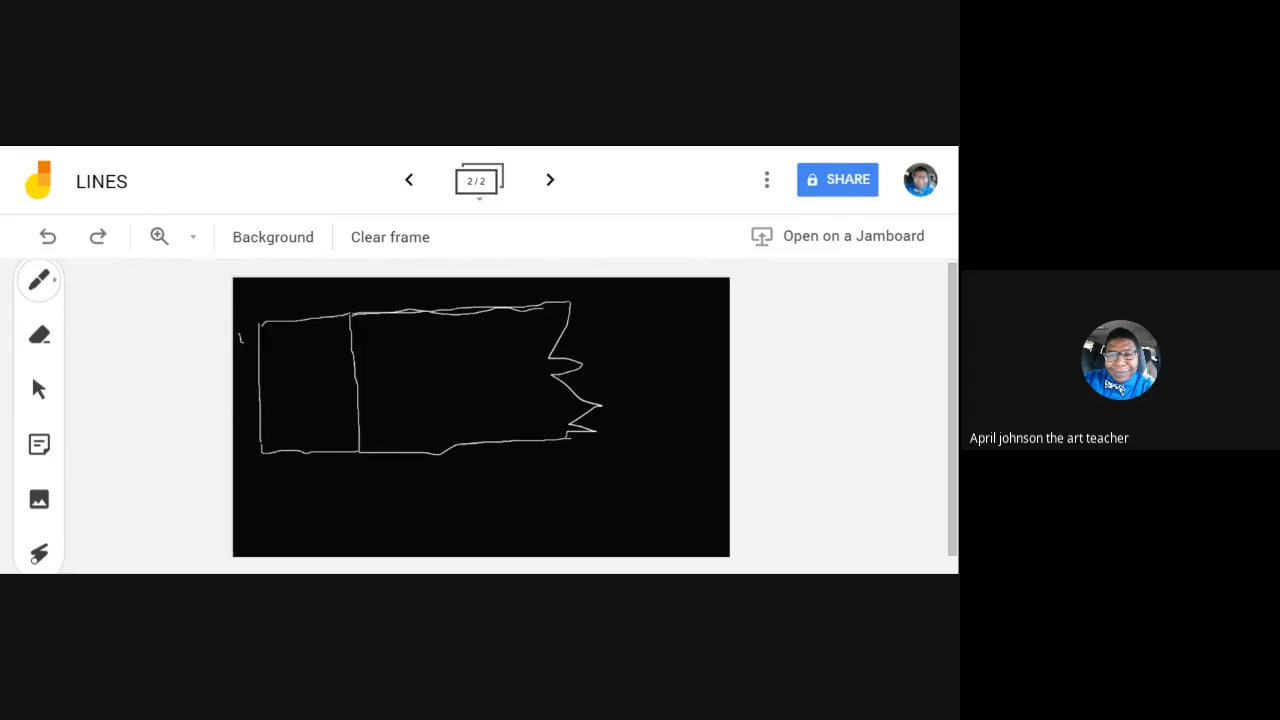 LINES
2/2
SHARE
Background
Clear frame
Open on a Jamboard
April johnson the art teacher